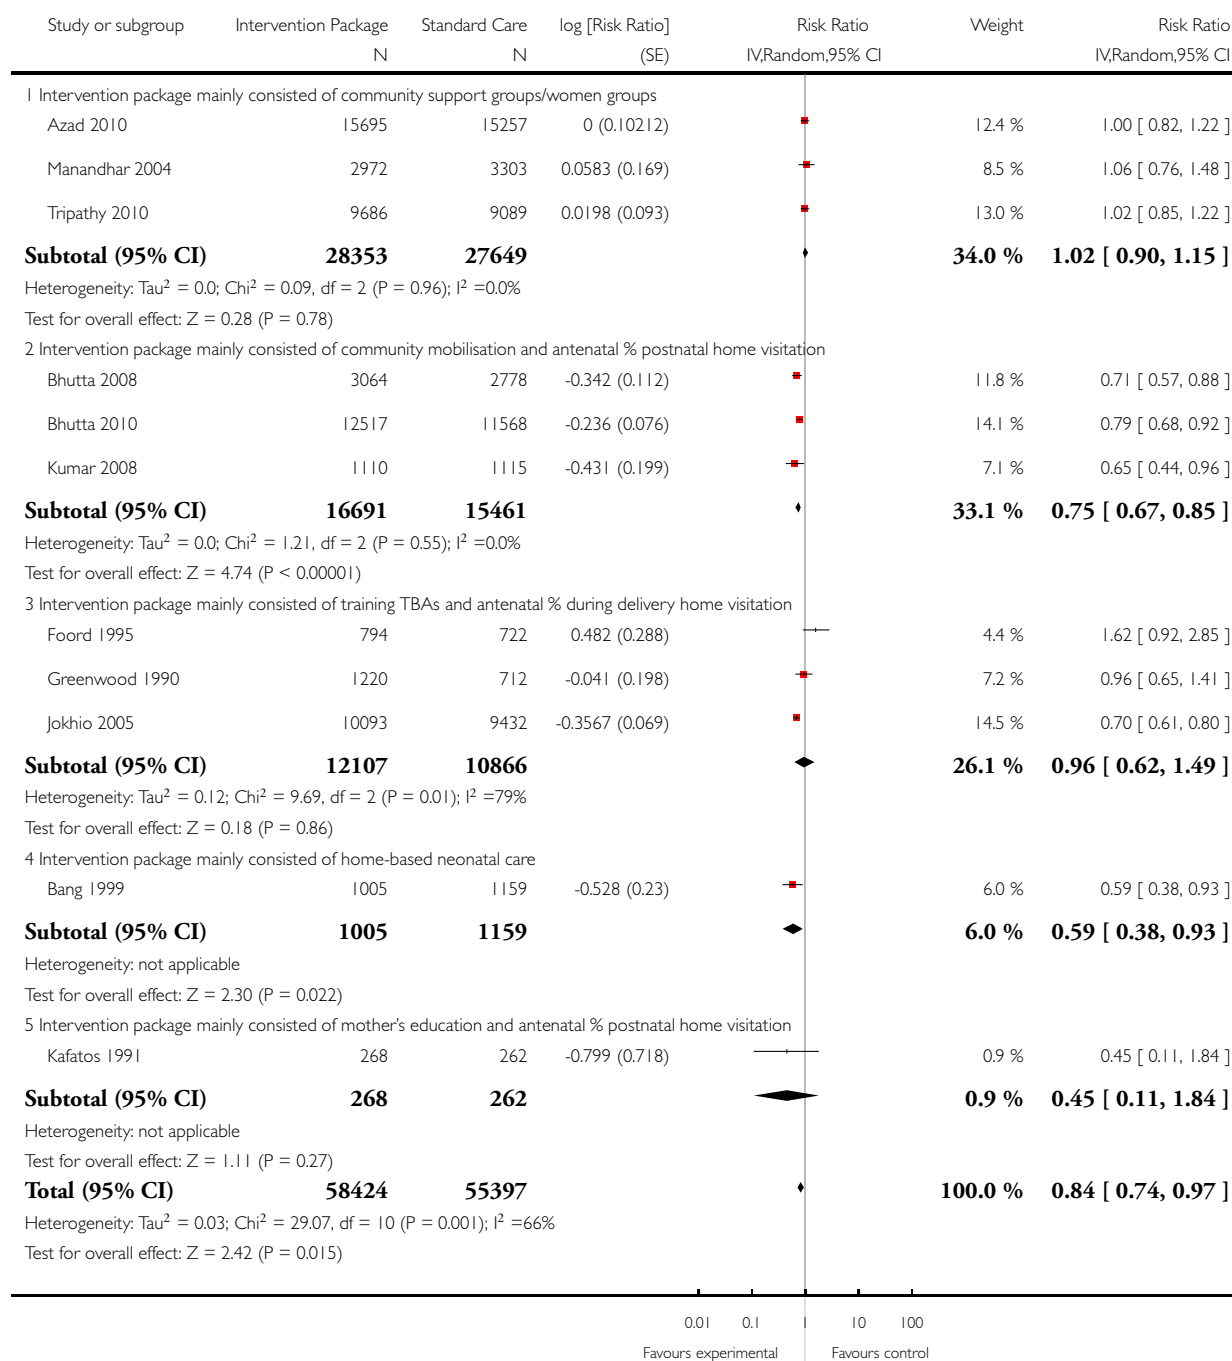 Study or subgroup Intervention Package Standard Care log [Risk Ratio] Risk Ratio Weight Risk Ratio
N N (SE) IV,Random,95% CI IV,Random,95% CI
1 Intervention package mainly consisted of community support groups/women groups
Azad 2010 15695 15257 0 (0.10212) 12.4 % 1.00 [ 0.82, 1.22 ]
Manandhar 2004 2972 3303 0.0583 (0.169) 8.5 % 1.06 [ 0.76, 1.48 ]
Tripathy 2010 9686 9089 0.0198 (0.093) 13.0 % 1.02 [ 0.85, 1.22 ]
Subtotal (95% CI) 28353 27649 34.0 % 1.02 [ 0.90, 1.15 ]
Heterogeneity: Tau² = 0.0; Chi² = 0.09, df = 2 (P = 0.96); I² =0.0%
Test for overall effect: Z = 0.28 (P = 0.78)
2 Intervention package mainly consisted of community mobilisation and antenatal % postnatal home visitation
Bhutta 2008 3064 2778 -0.342 (0.112) 11.8 % 0.71 [ 0.57, 0.88 ]
Bhutta 2010 12517 11568 -0.236 (0.076) 14.1 % 0.79 [ 0.68, 0.92 ]
Kumar 2008 1110 1115 -0.431 (0.199) 7.1 % 0.65 [ 0.44, 0.96 ]
Subtotal (95% CI) 16691 15461 33.1 % 0.75 [ 0.67, 0.85 ]
Heterogeneity: Tau² = 0.0; Chi² = 1.21, df = 2 (P = 0.55); I² =0.0%
Test for overall effect: Z = 4.74 (P < 0.00001)
3 Intervention package mainly consisted of training TBAs and antenatal % during delivery home visitation
Foord 1995 794 722 0.482 (0.288) 4.4 % 1.62 [ 0.92, 2.85 ]
Greenwood 1990 1220 712 -0.041 (0.198) 7.2 % 0.96 [ 0.65, 1.41 ]
Jokhio 2005 10093 9432 -0.3567 (0.069) 14.5 % 0.70 [ 0.61, 0.80 ]
Subtotal (95% CI) 12107 10866 26.1 % 0.96 [ 0.62, 1.49 ]
Heterogeneity: Tau² = 0.12; Chi² = 9.69, df = 2 (P = 0.01); I² =79%
Test for overall effect: Z = 0.18 (P = 0.86)
4 Intervention package mainly consisted of home-based neonatal care
Bang 1999 1005 1159 -0.528 (0.23) 6.0 % 0.59 [ 0.38, 0.93 ]
Subtotal (95% CI) 1005 1159 6.0 % 0.59 [ 0.38, 0.93 ]
Heterogeneity: not applicable
Test for overall effect: Z = 2.30 (P = 0.022)
5 Intervention package mainly consisted of mother's education and antenatal % postnatal home visitation
Kafatos 1991 268 262 -0.799 (0.718) 0.9 % 0.45 [ 0.11, 1.84 ]
Subtotal (95% CI) 268 262 0.9 % 0.45 [ 0.11, 1.84 ]
Heterogeneity: not applicable
Test for overall effect: Z = 1.11 (P = 0.27)
Total (95% CI) 58424 55397 100.0 % 0.84 [ 0.74, 0.97 ]
Heterogeneity: Tau² = 0.03; Chi² = 29.07, df = 10 (P = 0.001); I² =66%
Test for overall effect: Z = 2.42 (P = 0.015)
0.01 0.1 1 10 100
Favours experimental Favours control